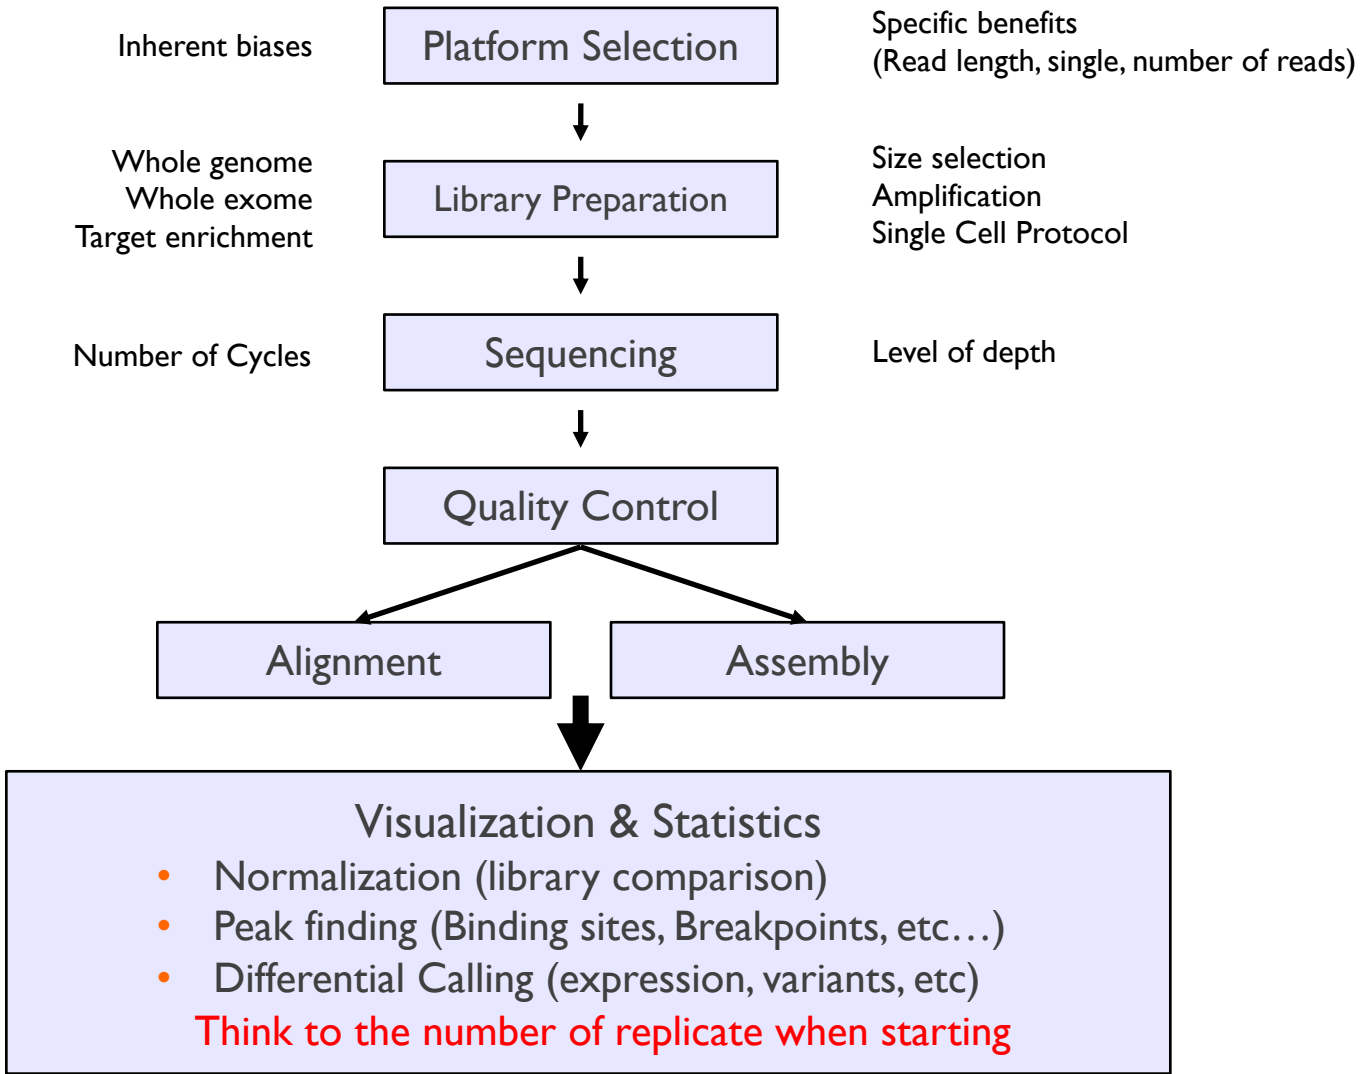 Inherent biases
Platform Selection
Specific benefits
(Read length, single, number of reads)
Whole genome
Whole exome
Target enrichment
Library Preparation
Size selection
Amplification
Single Cell Protocol
Number of Cycles
Sequencing
Level of depth
Quality Control
Alignment
Assembly
Visualization & Statistics
• Normalization (library comparison)
• Peak finding (Binding sites, Breakpoints, etc…)
• Differential Calling (expression, variants, etc)
Think to the number of replicate when starting